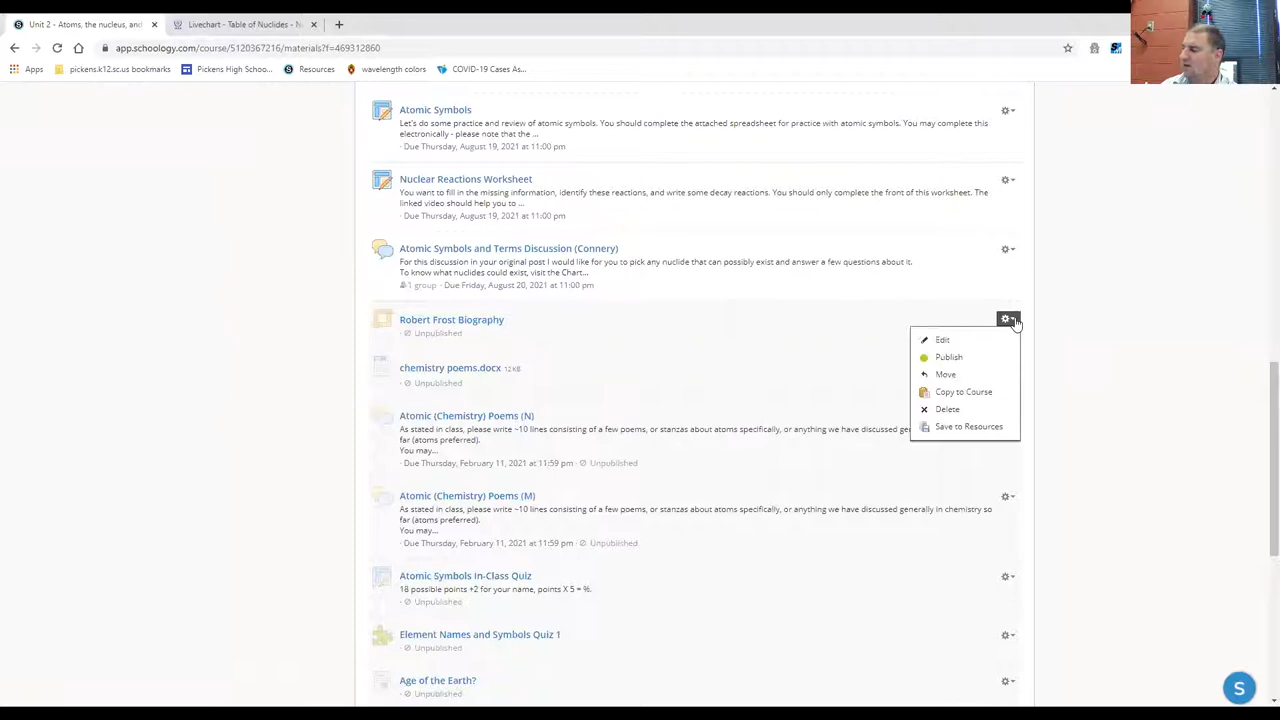 Unit 2 - Atoms, the nucleus, and
Livechart - Table of Nuclides - N
app.schoology.com/course/5120367216/materials?f=469312860
Apps
pickens.k12.sc.us bookmarks
Pickens High Schoo...
Resources
wavelength colors
COVID-19 Cases As...
Atomic Symbols
Let's do some practice and review of atomic symbols. You should complete the attached spreadsheet for practice with atomic symbols. You may complete this
electronically - please note that the ...
· Due Thursday, August 19, 2021 at 11:00 pm
Nuclear Reactions Worksheet
You want to fill in the missing information, identify these reactions, and write some decay reactions. You should only complete the front of this worksheet. The
linked video should help you to ...
· Due Thursday, August 19, 2021 at 11:00 pm
Atomic Symbols and Terms Discussion (Connery)
For this discussion in your original post I would like for you to pick any nuclide that can possibly exist and answer a few questions about it.
To know what nuclides could exist, visit the Chart...
1 group · Due Friday, August 20, 2021 at 11:00 pm
Robert Frost Biography
· Unpublished
Edit
Publish
Move
Copy to Course
Delete
Save to Resources
chemistry poems.docx 12 KB
· Unpublished
Atomic (Chemistry) Poems (N)
As stated in class, please write ~10 lines consisting of a few poems, or stanzas about atoms specifically, or anything we have discussed gene
far (atoms preferred).
You may...
· Due Thursday, February 11, 2021 at 11:59 pm · Unpublished
Atomic (Chemistry) Poems (M)
As stated in class, please write ~10 lines consisting of a few poems, or stanzas about atoms specifically, or anything we have discussed generally in chemistry so
far (atoms preferred).
You may...
· Due Thursday, February 11, 2021 at 11:59 pm · Unpublished
Atomic Symbols In-Class Quiz
18 possible points +2 for your name, points X 5 = %.
· Unpublished
Element Names and Symbols Quiz 1
· Unpublished
Age of the Earth?
· Unpublished
S